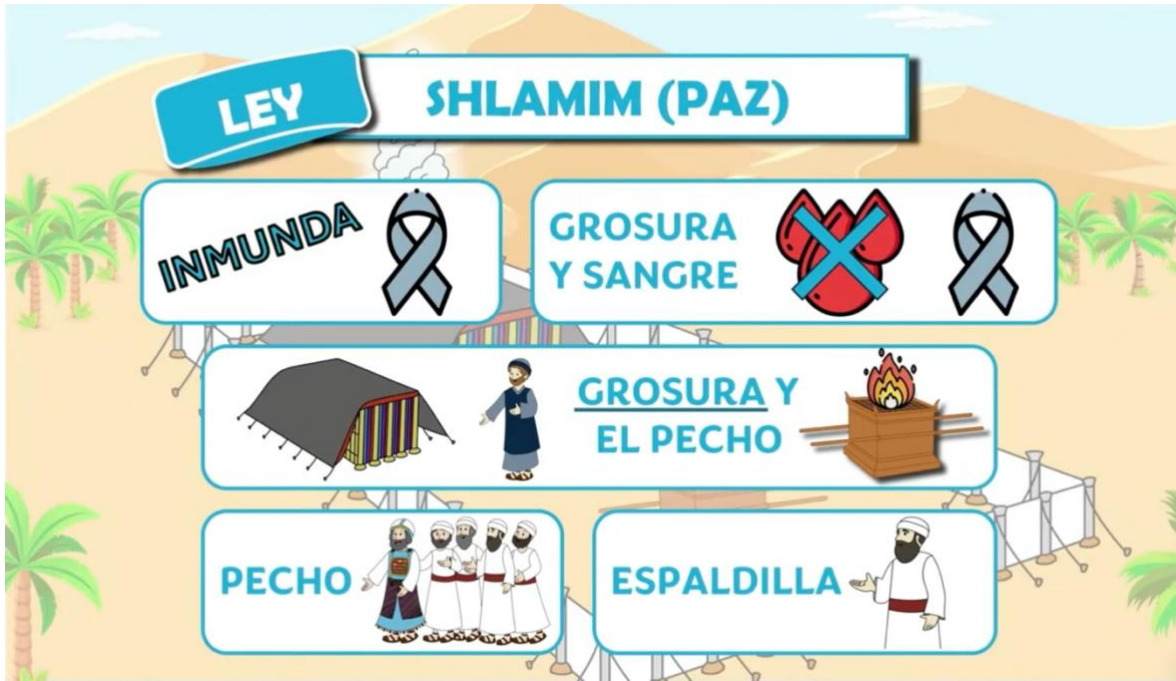 LEY
SHLAMIM (PAZ)
INMUNDA
GROSURA
Y SANGRE
GROSURA Y
EL PECHO
PECHO
ESPALDILLA